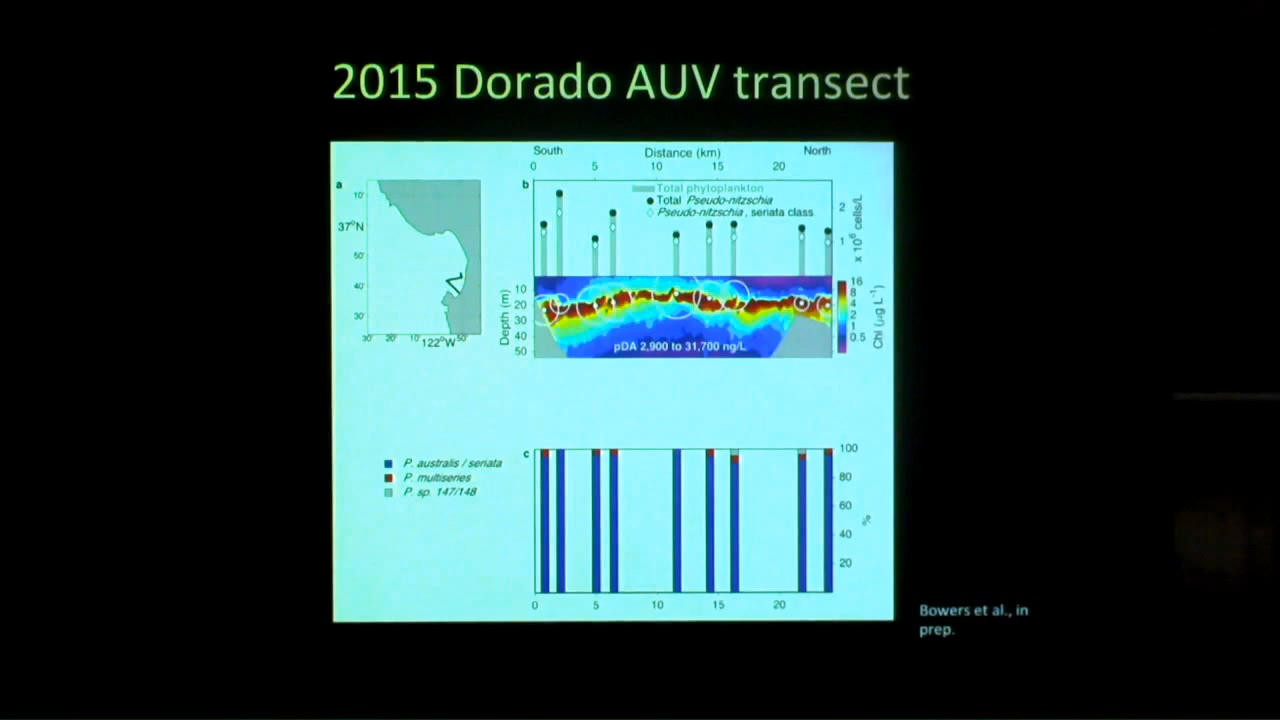 2015 Dorado AUV transect
South Distance (km) North
0 5 10 15 20
a
b
Total phytoplankton
Total Pseudo-nitzschia
Pseudo-nitzschia, seriata class
2
1
x 10⁶ cells/L
10'
37°N
50'
40'
30'
30' 20' 10' 122°W 50'
Depth (m)
10
20
30
40
50
pDA 2,900 to 31,700 ng/L
16
8
4
2
1
0.5
Chl (µg L⁻¹)
c
P. australis / seriata
P. multiseries
P. sp. 147/148
100
80
60
40
20
%
0 5 10 15 20
Bowers et al., in
prep.